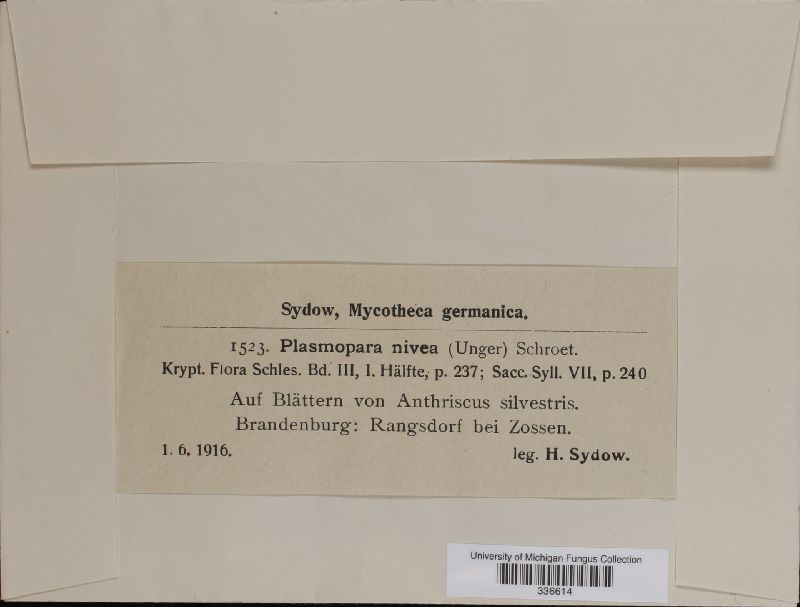 Sydow, Mycotheca germanica.
1523. Plasmopara nivea (Unger) Schroet.
Krypt. Flora Schles. Bd. III, I. Hälfte, p. 237; Sacc. Syll. VII, p. 240
Auf Blättern von Anthriscus silvestris.
Brandenburg: Rangsdorf bei Zossen.
1. 6. 1916. leg. H. Sydow.
University of Michigan Fungus Collection
336614